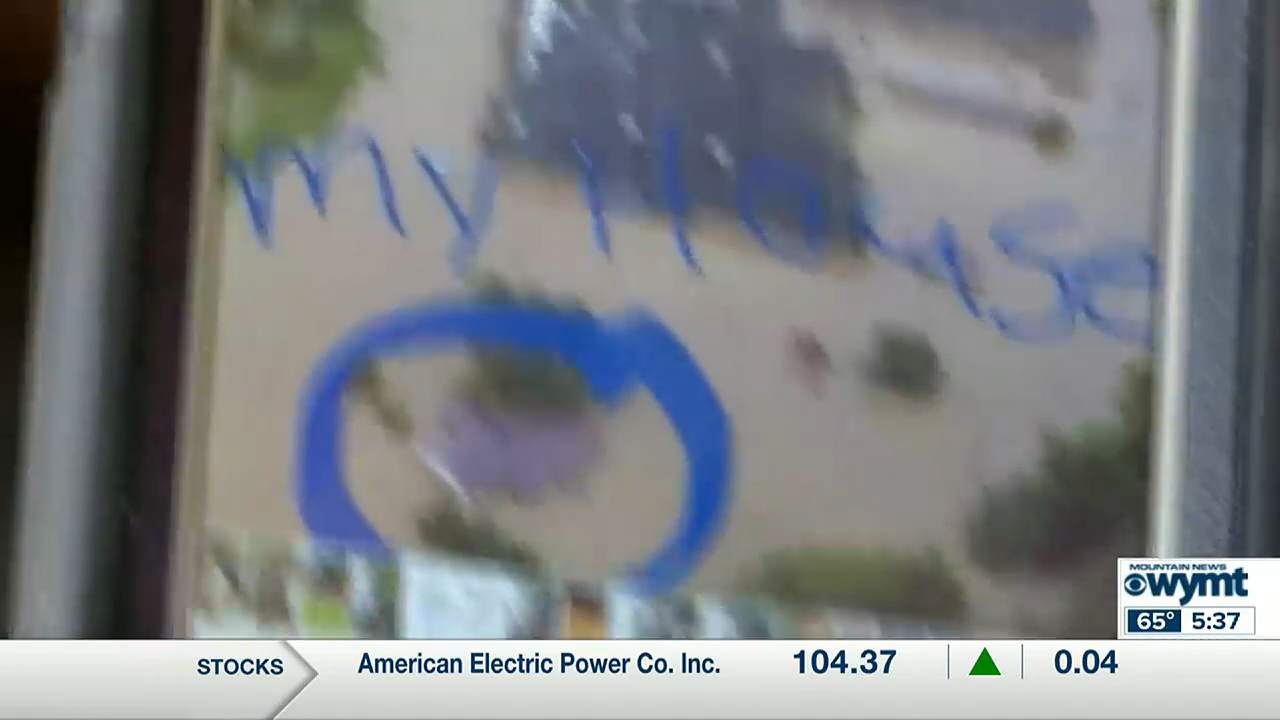 my House
MOUNTAIN NEWS
wymt
65° 5:37
STOCKS American Electric Power Co. Inc. 104.37 0.04